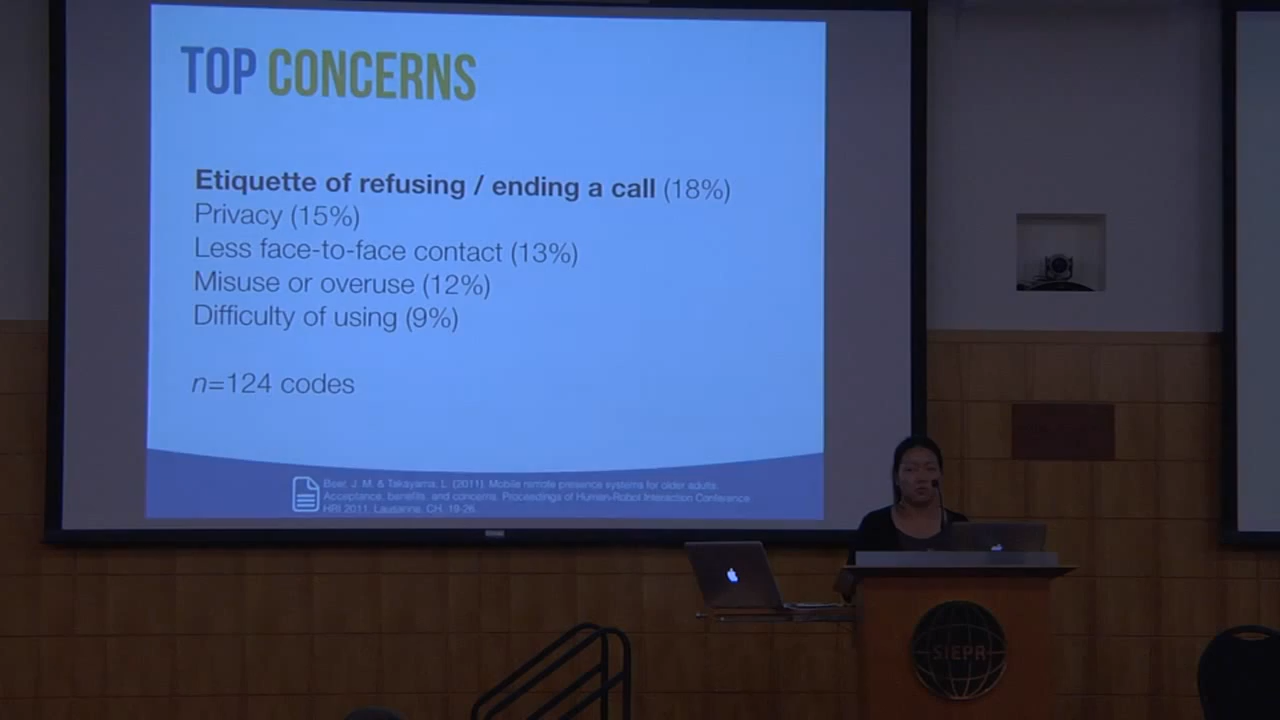 TOP CONCERNS
Etiquette of refusing / ending a call (18%)
Privacy (15%)
Less face-to-face contact (13%)
Misuse or overuse (12%)
Difficulty of using (9%)
n=124 codes
Beer, J. M. & Takayama, L. (2011). Mobile remote presence systems for older adults:
Acceptance, benefits, and concerns. Proceedings of Human-Robot Interaction Conference:
HRI 2011, Lausanne, CH, 19-26.
SIEPR